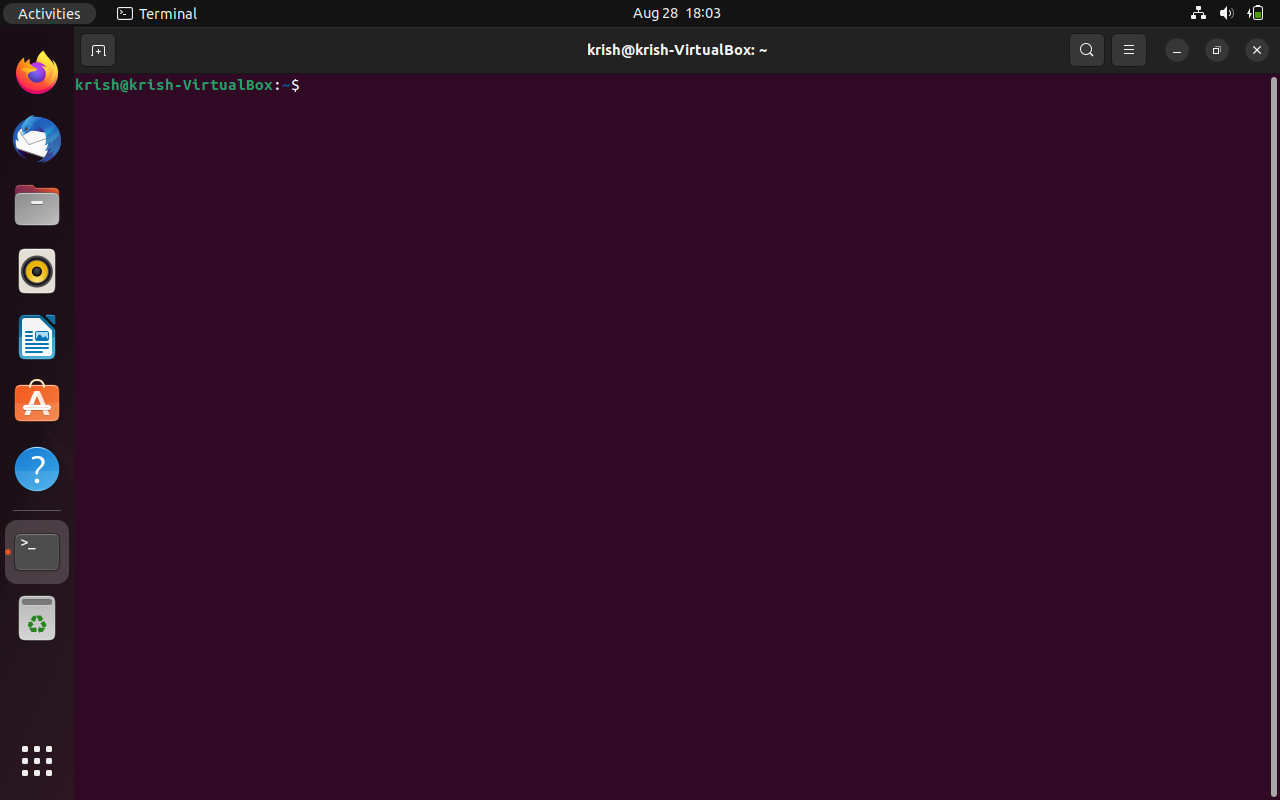 Activities
Terminal
Aug 28 18:03
krish@krish-VirtualBox: ~
krish@krish-VirtualBox:~$